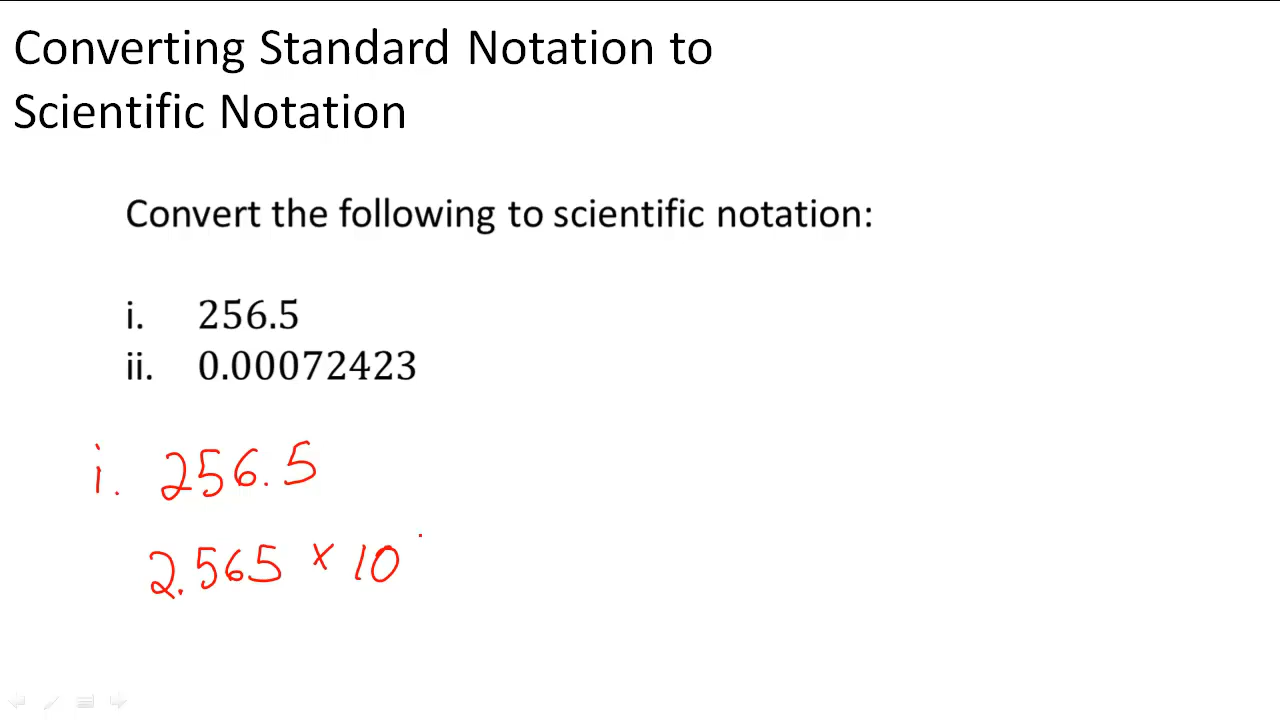 Converting Standard Notation to
Scientific Notation
Convert the following to scientific notation:
i. 256.5
ii. 0.00072423
i. 256.5
2.565 × 10